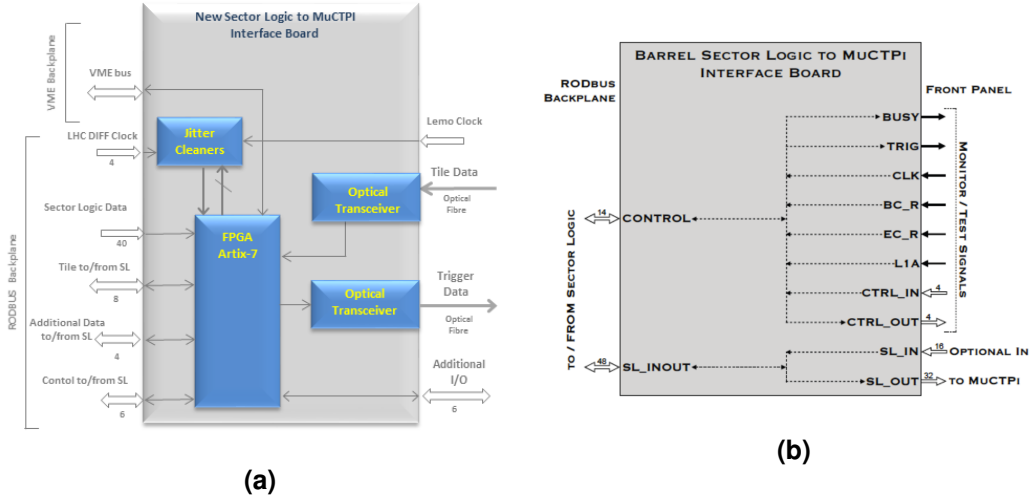 New Sector Logic to MuCTPI
Interface Board
VME Backplane
VME bus
LHC DIFF Clock
4
Jitter
Cleaners
Lemo Clock
Tile Data
Optical
Fibre
Optical
Transceiver
RODBUS Backplane
Sector Logic Data
40
FPGA
Artix-7
Tile to/from SL
8
Optical
Transceiver
Trigger
Data
Optical
Fibre
Additional Data
to/from SL
4
Contol to/from SL
6
Additional
I/O
6
(a)
BARREL SECTOR LOGIC TO MUCTPI
INTERFACE BOARD
RODBUS
BACKPLANE
FRONT PANEL
TO / FROM SECTOR LOGIC
14
CONTROL
48
SL_INOUT
BUSY
TRIG
CLK
BC_R
EC_R
L1A
CTRL_IN
4
CTRL_OUT
4
MONITOR / TEST SIGNALS
SL_IN
16
OPTIONAL IN
SL_OUT
32
TO MUCTPI
(b)